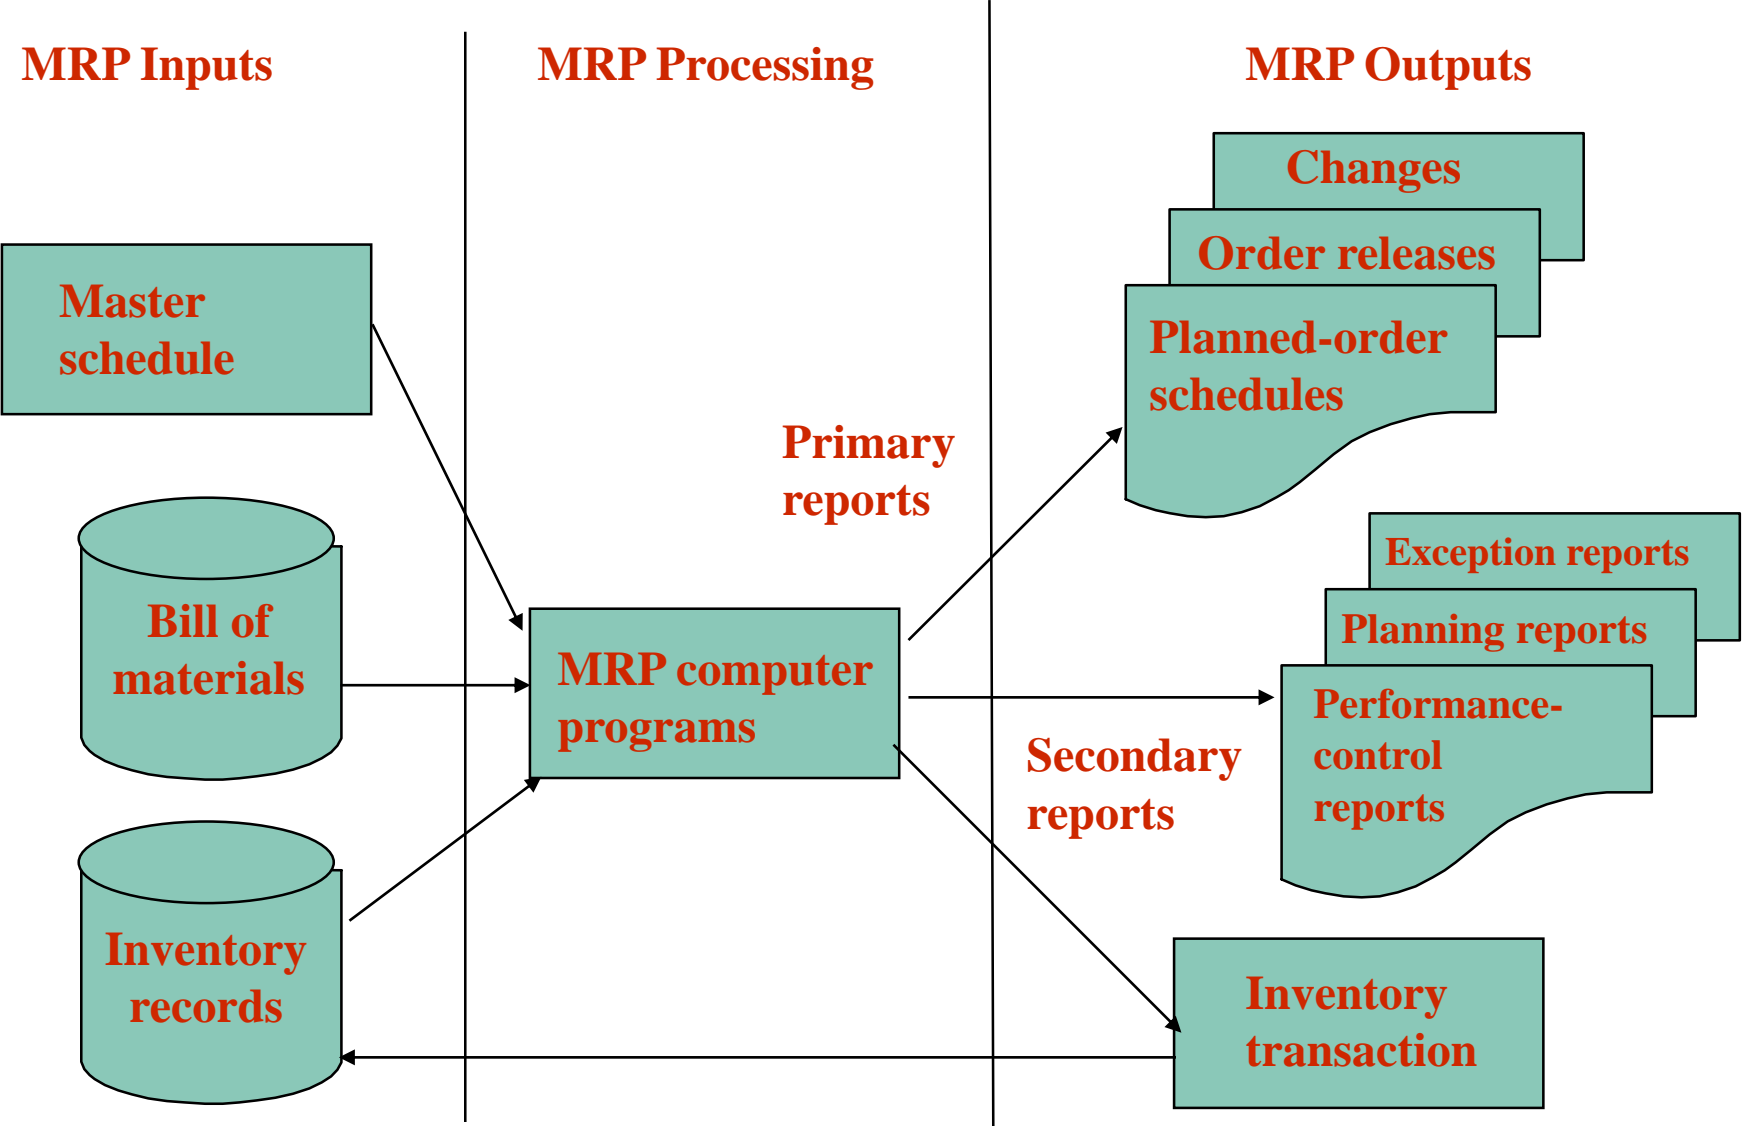 MRP Inputs
MRP Processing
MRP Outputs
Master
schedule
Bill of
materials
Inventory
records
MRP computer
programs
Primary
reports
Secondary
reports
Changes
Order releases
Planned-order
schedules
Exception reports
Planning reports
Performance-
control
reports
Inventory
transaction